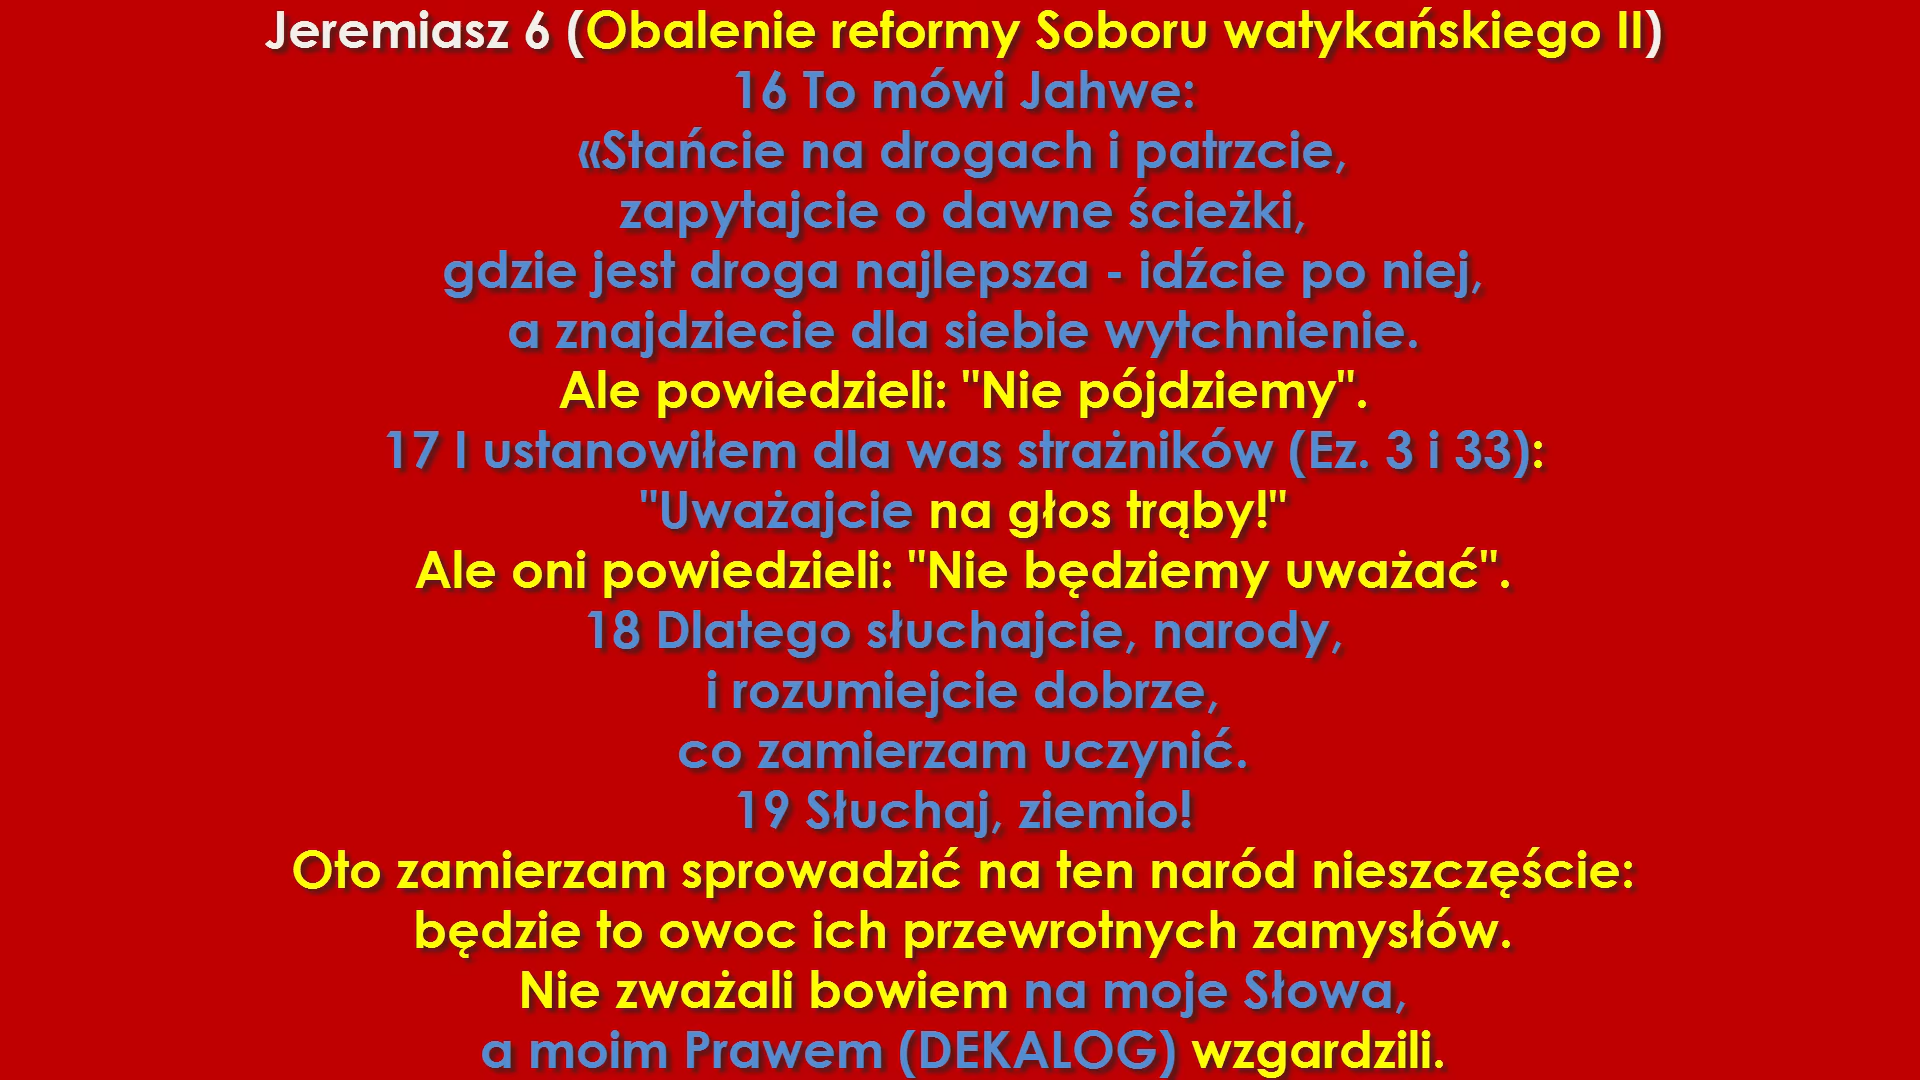 Jeremiasz 6 (Obalenie reformy Soboru watykańskiego II)
16 To mówi Jahwe:
«Stańcie na drogach i patrzcie,
zapytajcie o dawne ścieżki,
gdzie jest droga najlepsza - idźcie po niej,
a znajdziecie dla siebie wytchnienie.
Ale powiedzieli: "Nie pójdziemy".
17 I ustanowiłem dla was strażników (Ez. 3 i 33):
"Uważajcie na głos trąby!"
Ale oni powiedzieli: "Nie będziemy uważać".
18 Dlatego słuchajcie, narody,
i rozumiejcie dobrze,
co zamierzam uczynić.
19 Słuchaj, ziemio!
Oto zamierzam sprowadzić na ten naród nieszczęście:
będzie to owoc ich przewrotnych zamysłów.
Nie zważali bowiem na moje Słowa,
a moim Prawem (DEKALOG) wzgardzili.